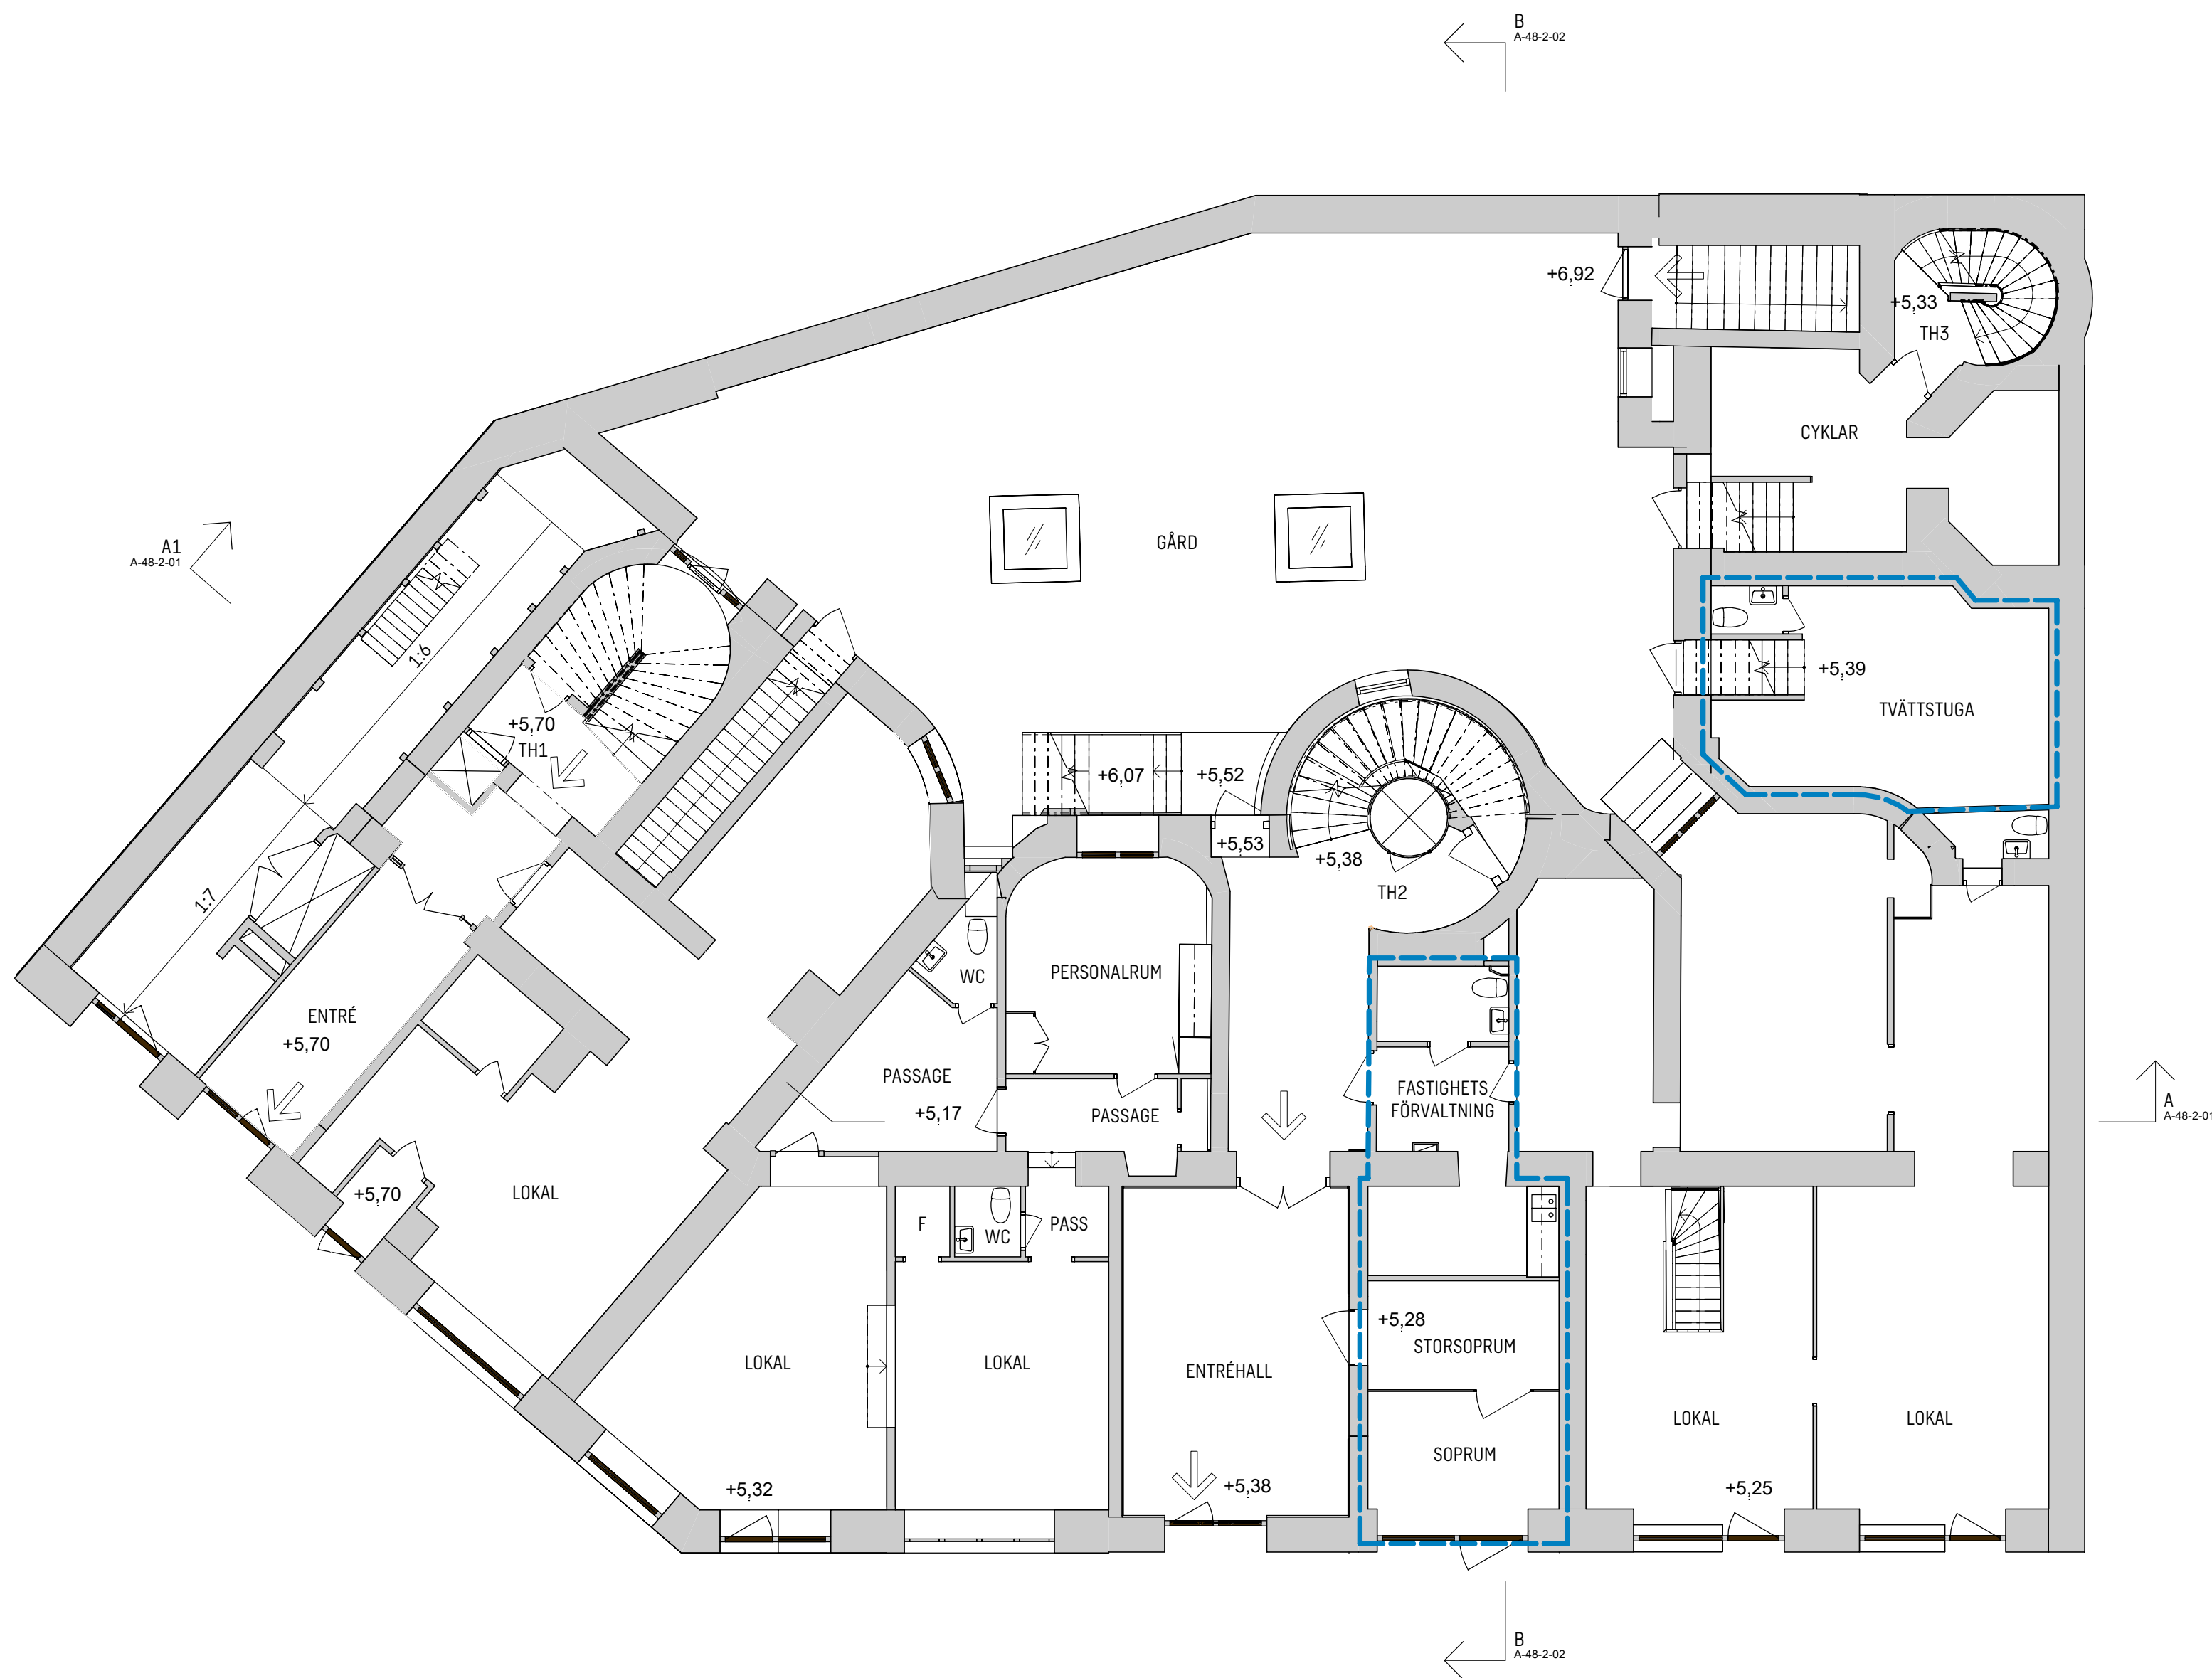 B
A-48-2-02
+6,92
+5,33
TH3
CYKLAR
A1
A-48-2-01
GÅRD
1:6
+5,39
TVÄTTSTUGA
+5,70
TH1
+6,07
+5,52
+5,53
+5,38
TH2
1:7
WC
PERSONALRUM
ENTRÉ
+5,70
PASSAGE
+5,17
PASSAGE
FASTIGHETS
FÖRVALTNING
A
A-48-2-01
+5,70
LOKAL
F
WC
PASS
+5,28
STORSOPRUM
LOKAL
LOKAL
ENTRÉHALL
LOKAL
LOKAL
SOPRUM
+5,32
+5,38
+5,25
B
A-48-2-02